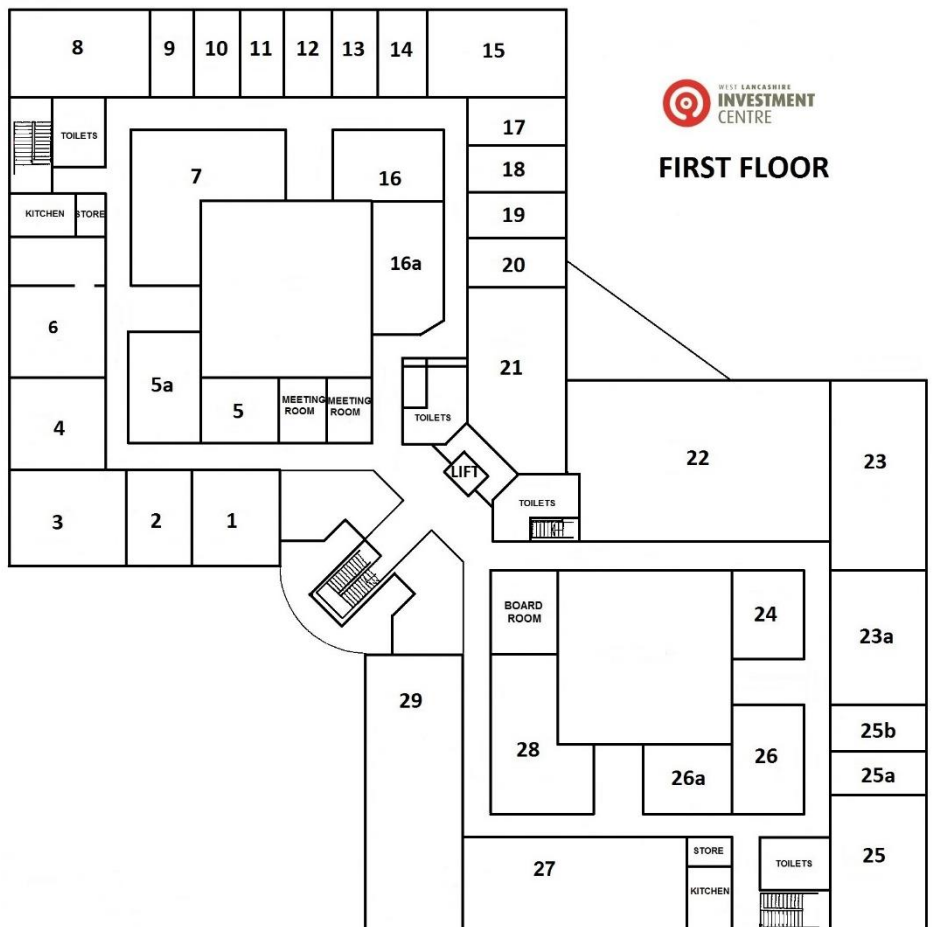 8
9
10
11
12
13
14
15
WEST LANCASHIRE
INVESTMENT
CENTRE
FIRST FLOOR
TOILETS
17
7
16
18
KITCHEN
STORE
19
16a
20
6
21
5a
5
MEETING
ROOM
MEETING
ROOM
TOILETS
4
22
23
LIFT
TOILETS
3
2
1
BOARD
ROOM
24
23a
29
28
26
25b
26a
25a
27
STORE
TOILETS
25
KITCHEN